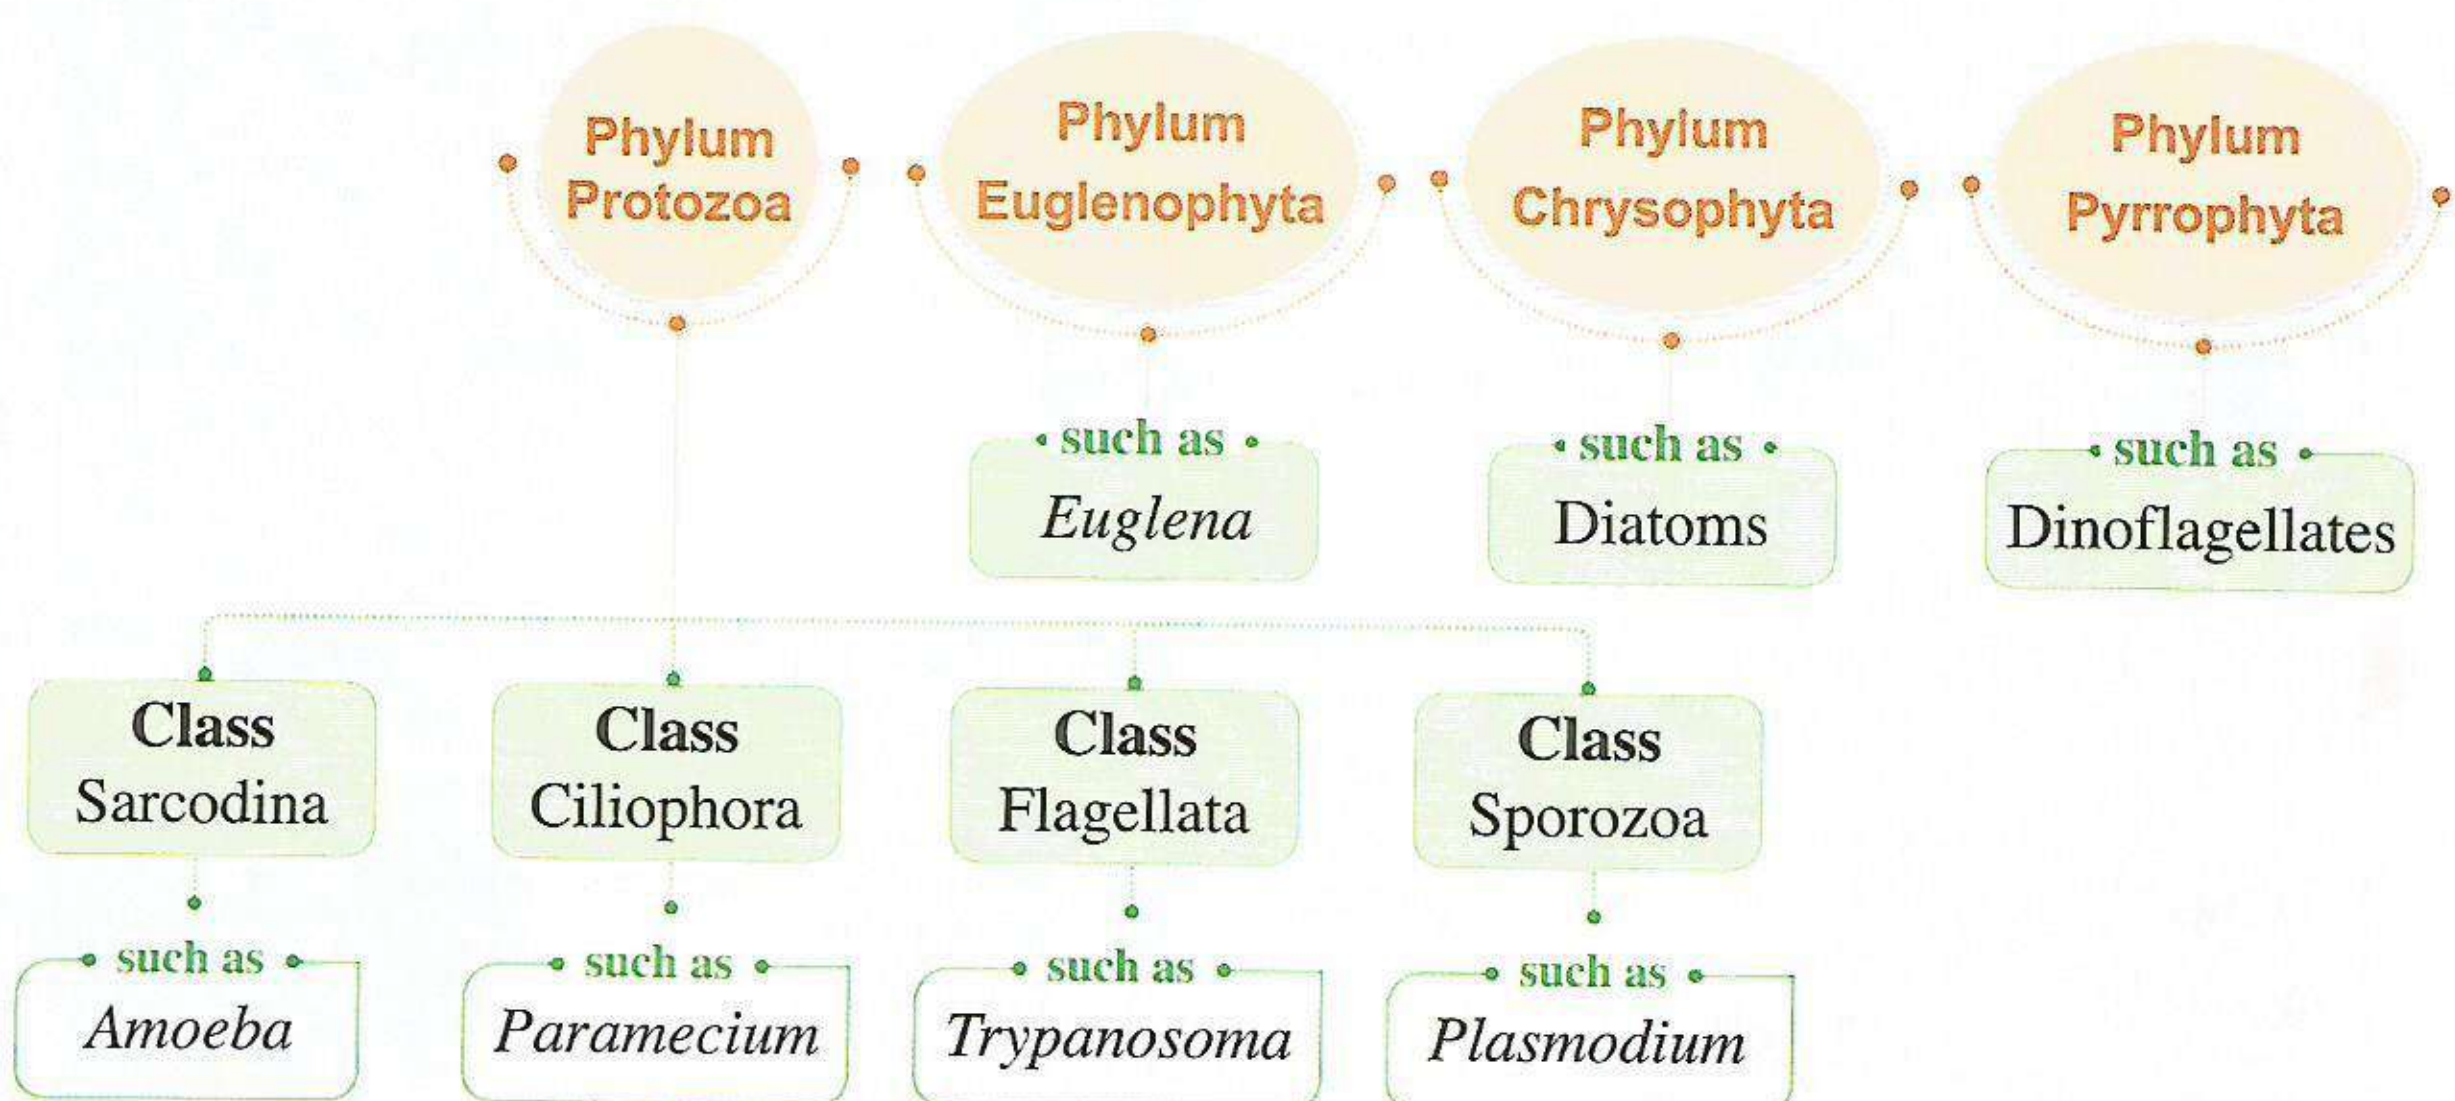 Phylum
Protozoa
Phylum
Euglenophyta
Phylum
Chrysophyta
Phylum
Pyrrophyta
such as
Euglena
such as
Diatoms
such as
Dinoflagellates
Class
Sarcodina
Class
Ciliophora
Class
Flagellata
Class
Sporozoa
such as
Amoeba
such as
Paramecium
such as
Trypanosoma
such as
Plasmodium